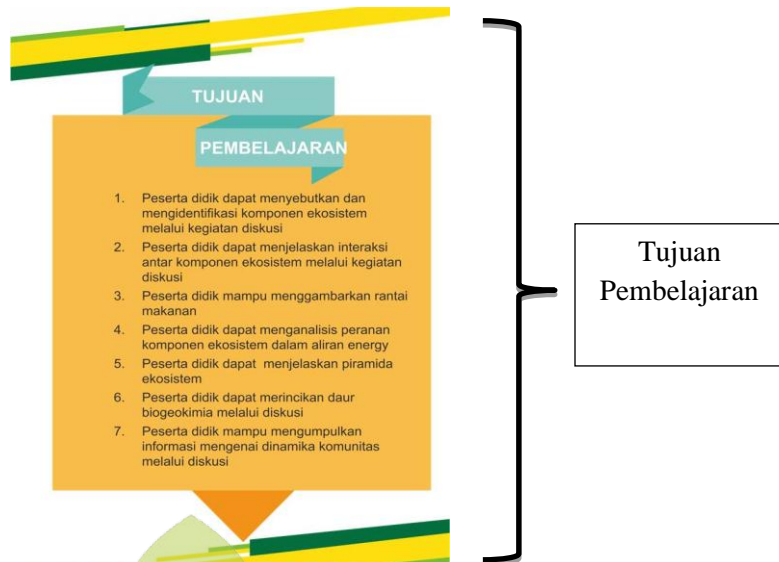 TUJUAN
PEMBELAJARAN
1. Peserta didik dapat menyebutkan dan
mengidentifikasi komponen ekosistem
melalui kegiatan diskusi
2. Peserta didik dapat menjelaskan interaksi
antar komponen ekosistem melalui kegiatan
diskusi
3. Peserta didik mampu menggambarkan rantai
makanan
4. Peserta didik dapat menganalisis peranan
komponen ekosistem dalam aliran energy
5. Peserta didik dapat menjelaskan piramida
ekosistem
6. Peserta didik dapat merincikan daur
biogeokimia melalui diskusi
7. Peserta didik mampu mengumpulkan
informasi mengenai dinamika komunitas
melalui diskusi
Tujuan
Pembelajaran